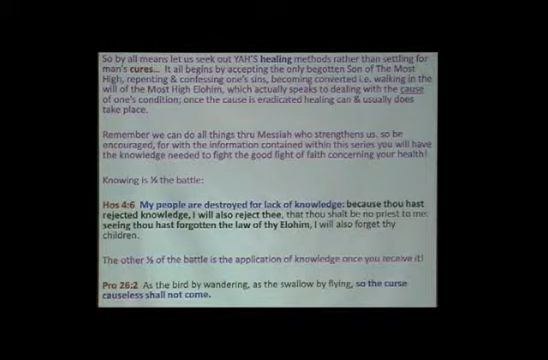 So by all means let us seek out YAH'S healing methods rather than settling for
man's cures... It all begins by accepting the only begotten Son of The Most
High, repenting & confessing one's sins, becoming converted i.e. walking in the
will of the Most High Elohim, which actually speaks to dealing with the cause
of one's condition; once the cause is eradicated healing can & usually does
take place.
Remember we can do all things thru Messiah who strengthens us, so be
encouraged, for with the information contained within this series you will have
the knowledge needed to fight the good fight of faith concerning your health!
Knowing is ½ the battle:
Hos 4:6 My people are destroyed for lack of knowledge: because thou hast
rejected knowledge, I will also reject thee, that thou shalt be no priest to me:
seeing thou hast forgotten the law of thy Elohim, I will also forget thy
children.
The other ½ of the battle is the application of knowledge once you receive it!
Pro 26:2 As the bird by wandering, as the swallow by flying, so the curse
causeless shall not come.